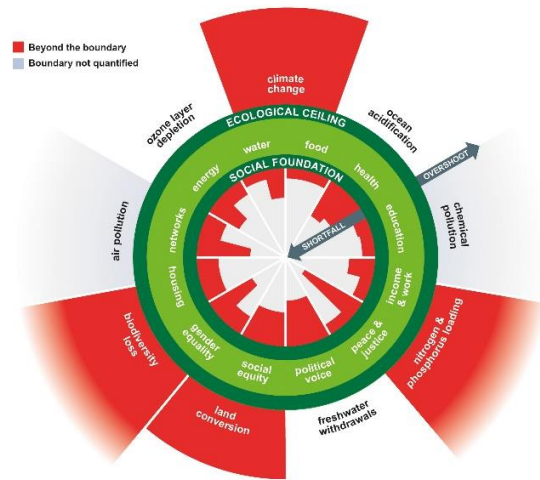 Beyond the boundary
Boundary not quantified
climate
change
ozone layer
depletion
ocean
acidification
ECOLOGICAL CEILING
OVERSHOOT
water
food
energy
health
SOCIAL FOUNDATION
SHORTFALL
networks
education
air pollution
chemical
pollution
housing
income
& work
gender
equality
peace &
justice
social
equity
political
voice
biodiversity
loss
nitrogen &
phosphorus loading
land
conversion
freshwater
withdrawals